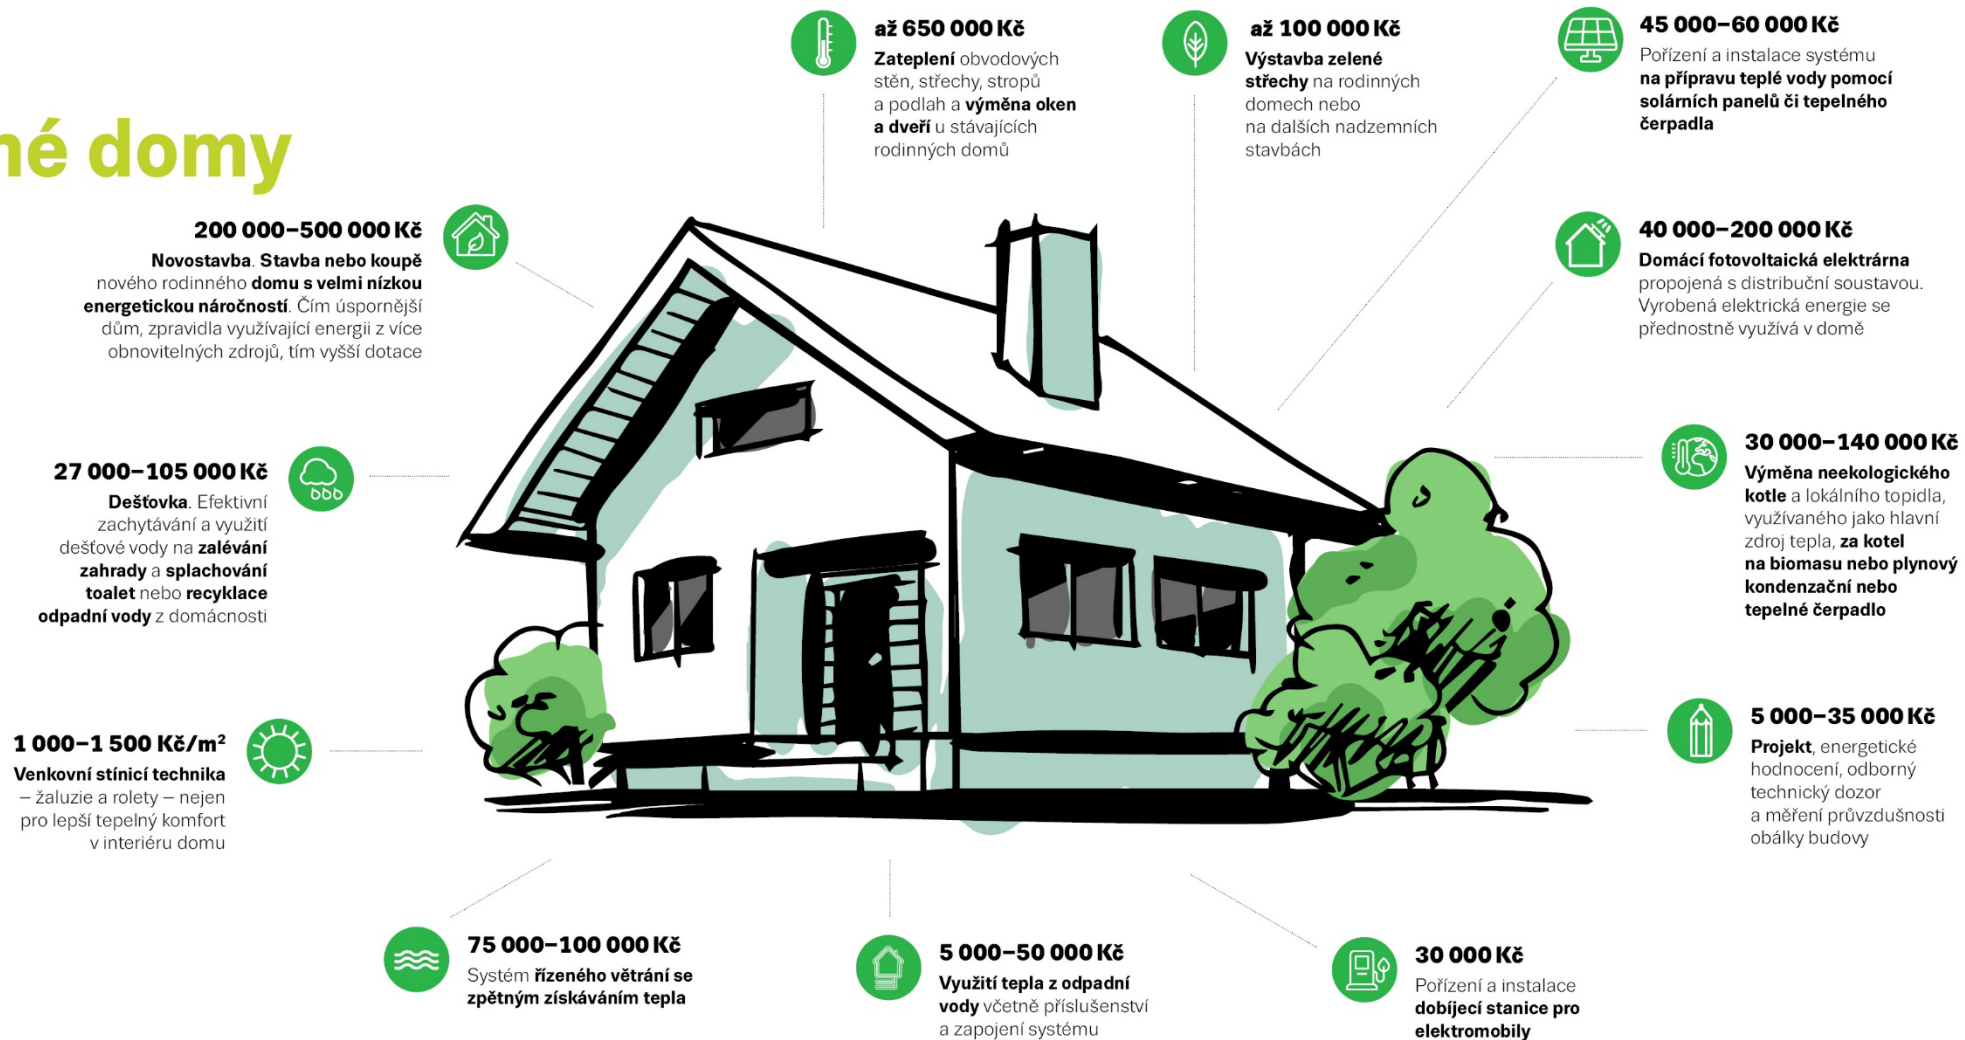 né domy
až 650 000 Kč
Zateplení obvodových
stěn, střechy, stropů
a podlah a výměna oken
a dveří u stávajících
rodinných domů
až 100 000 Kč
Výstavba zelené
střechy na rodinných
domech nebo
na dalších nadzemních
stavbách
45 000–60 000 Kč
Pořízení a instalace systému
na přípravu teplé vody pomocí
solárních panelů či tepelného
čerpadla
200 000–500 000 Kč
Novostavba. Stavba nebo koupě
nového rodinného domu s velmi nízkou
energetickou náročností. Čím úspornější
dům, zpravidla využívající energii z více
obnovitelných zdrojů, tím vyšší dotace
40 000–200 000 Kč
Domácí fotovoltaická elektrárna
propojená s distribuční soustavou.
Vyrobená elektrická energie se
přednostně využívá v domě
27 000–105 000 Kč
Dešťovka. Efektivní
zachytávání a využití
dešťové vody na zalévání
zahrady a splachování
toalet nebo recyklace
odpadní vody z domácnosti
30 000–140 000 Kč
Výměna neekologického
kotle a lokálního topidla,
využívaného jako hlavní
zdroj tepla, za kotel
na biomasu nebo plynový
kondenzační nebo
tepelné čerpadlo
1 000–1 500 Kč/m²
Venkovní stínicí technika
– žaluzie a rolety – nejen
pro lepší tepelný komfort
v interiéru domu
5 000–35 000 Kč
Projekt, energetické
hodnocení, odborný
technický dozor
a měření průvzdušnosti
obálky budovy
75 000–100 000 Kč
Systém řízeného větrání se
zpětným získáváním tepla
5 000–50 000 Kč
Využití tepla z odpadní
vody včetně příslušenství
a zapojení systému
30 000 Kč
Pořízení a instalace
dobíjecí stanice pro
elektromobily